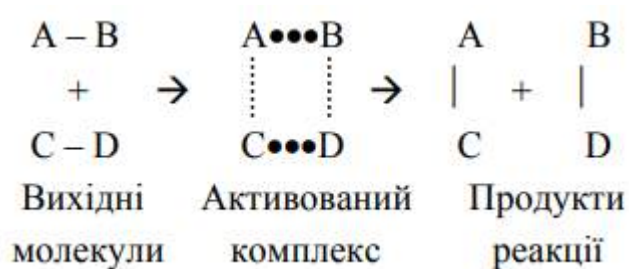 A – B A●●●B A B
+ → → + 
C – D C●●●D C D
Вихідні Активований Продукти
молекули комплекс реакції